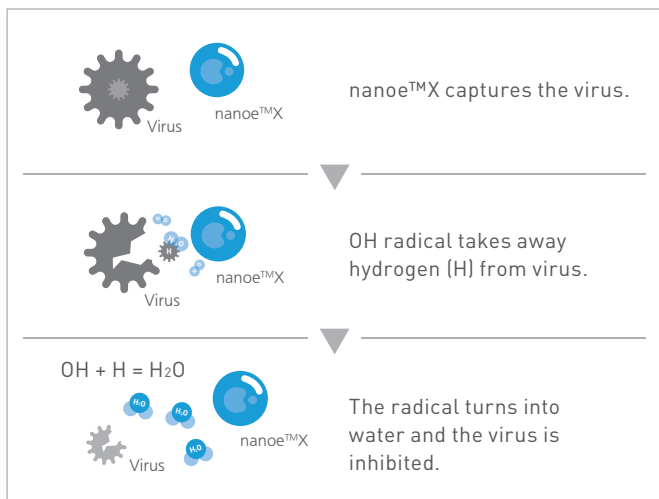 Virus
nanoe™X
nanoe™X captures the virus.
H
O
H
O
H
H
O
Virus
nanoe™X
OH radical takes away
hydrogen (H) from virus.
OH + H = H₂O
H₂O
H₂O
H₂O
Virus
nanoe™X
The radical turns into
water and the virus is
inhibited.